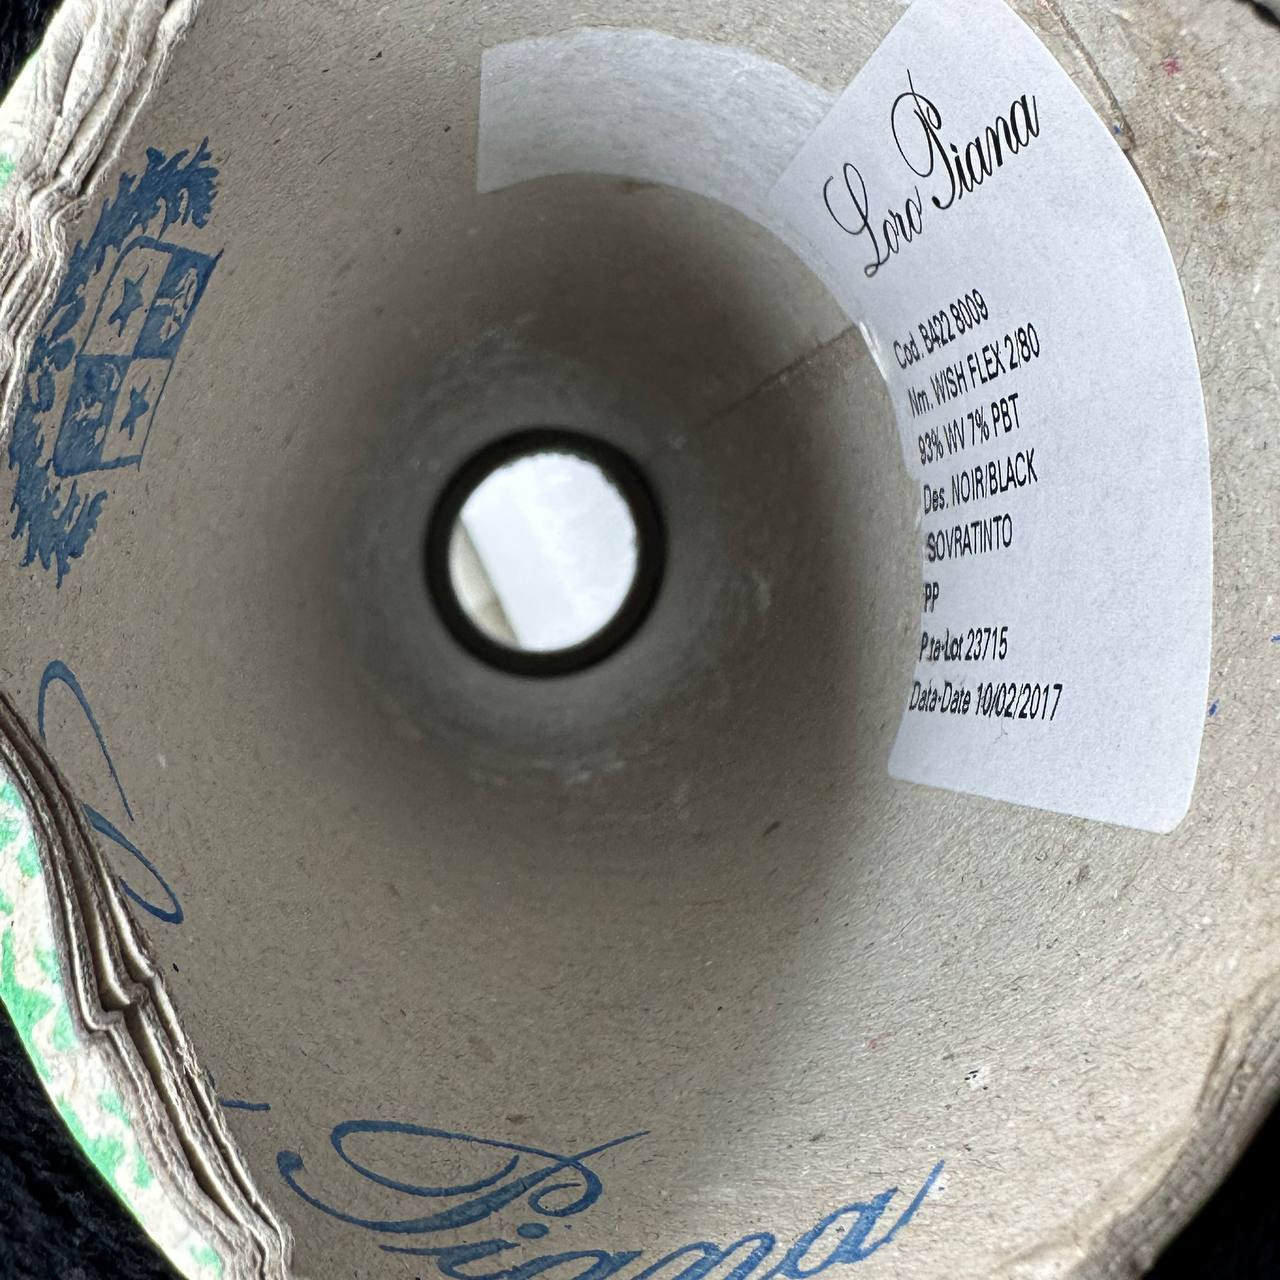 Loro Piana
Cod. B422 8009
Nm. WISH FLEX 2/80
93% WV 7% PBT
Des. NOIR/BLACK
SOVRATINTO
PP
P.ta-Lot 23715
Data-Date 10/02/2017
Piana